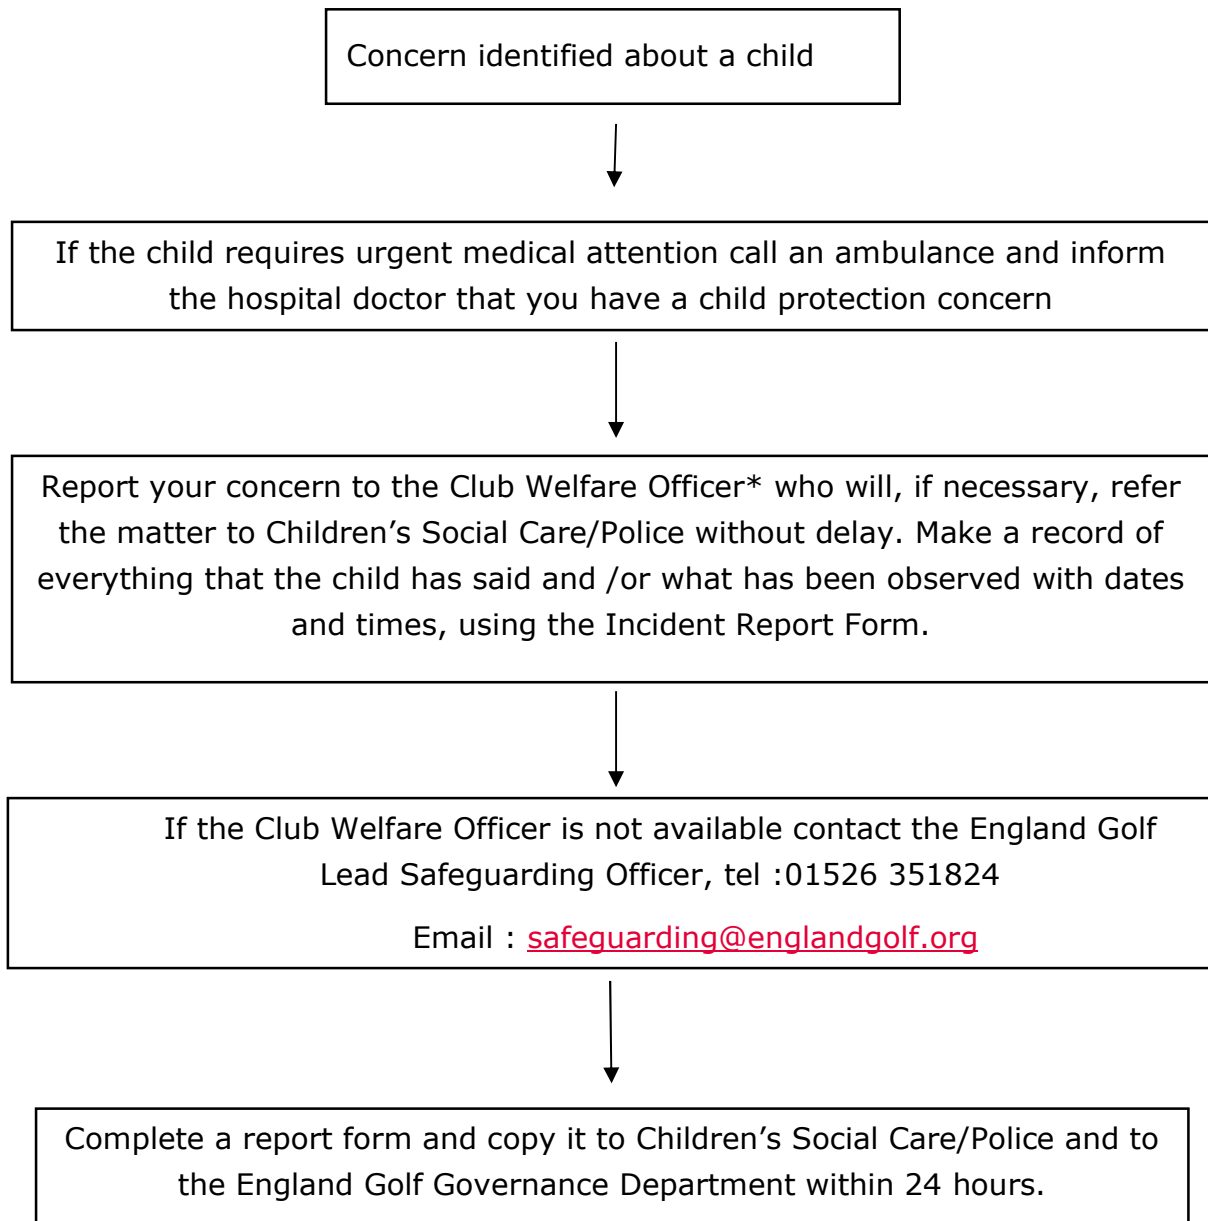 Concern identified about a child
If the child requires urgent medical attention call an ambulance and inform
the hospital doctor that you have a child protection concern
Report your concern to the Club Welfare Officer* who will, if necessary, refer
the matter to Children’s Social Care/Police without delay. Make a record of
everything that the child has said and /or what has been observed with dates
and times, using the Incident Report Form.
If the Club Welfare Officer is not available contact the England Golf
Lead Safeguarding Officer, tel :01526 351824
Email : safeguarding@englandgolf.org
Complete a report form and copy it to Children’s Social Care/Police and to
the England Golf Governance Department within 24 hours.